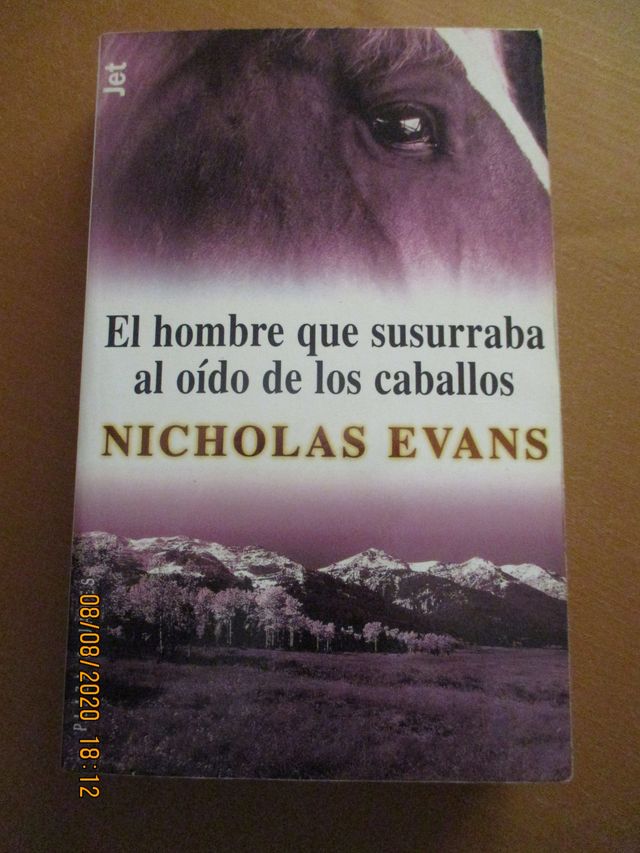 Jet
El hombre que susurraba
al oído de los caballos
NICHOLAS EVANS
08/08/2020 18:12